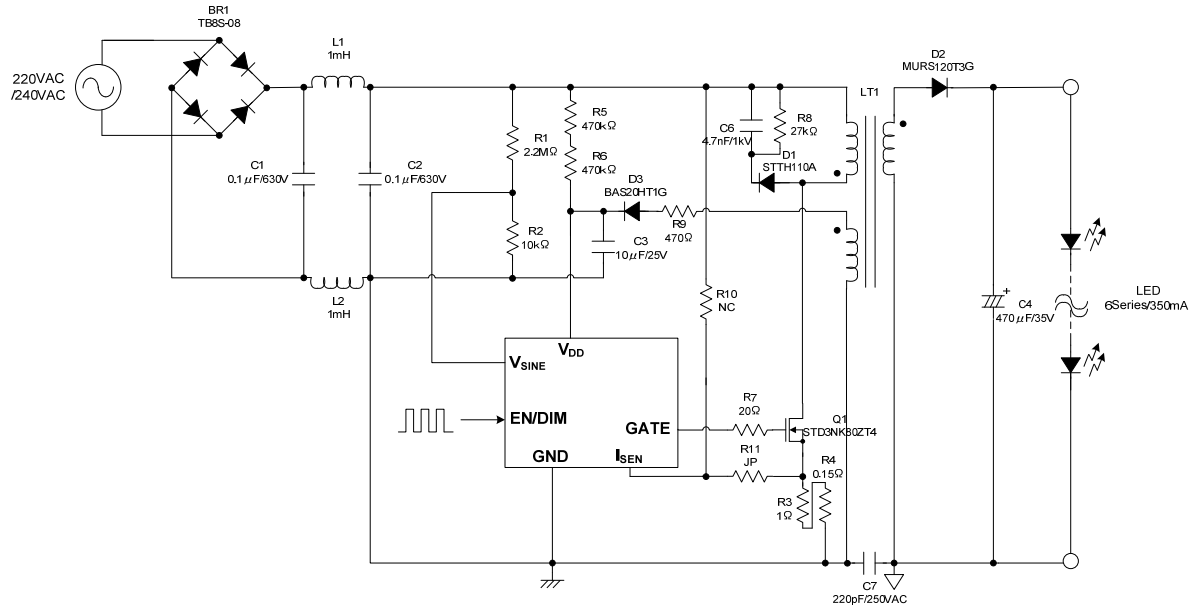 BR1
TB8S-08
220VAC
/240VAC
L1
1mH
C1
0.1μF/630V
C2
0.1μF/630V
L2
1mH
R1
2.2MΩ
R2
10kΩ
R5
470kΩ
R6
470kΩ
D3
BAS20HT1G
C3
10μF/25V
R9
470Ω
C6
4.7nF/1kV
R8
27kΩ
D1
STTH110A
LT1
D2
MURS120T3G
R10
NC
VSINE
VDD
EN/DIM
GATE
GND
ISEN
R7
20Ω
Q1
STD3NK80ZT4
R11
JP
R4
0.15Ω
R3
1Ω
C7
220pF/250VAC
+
C4
470μF/35V
LED
6Series/350mA